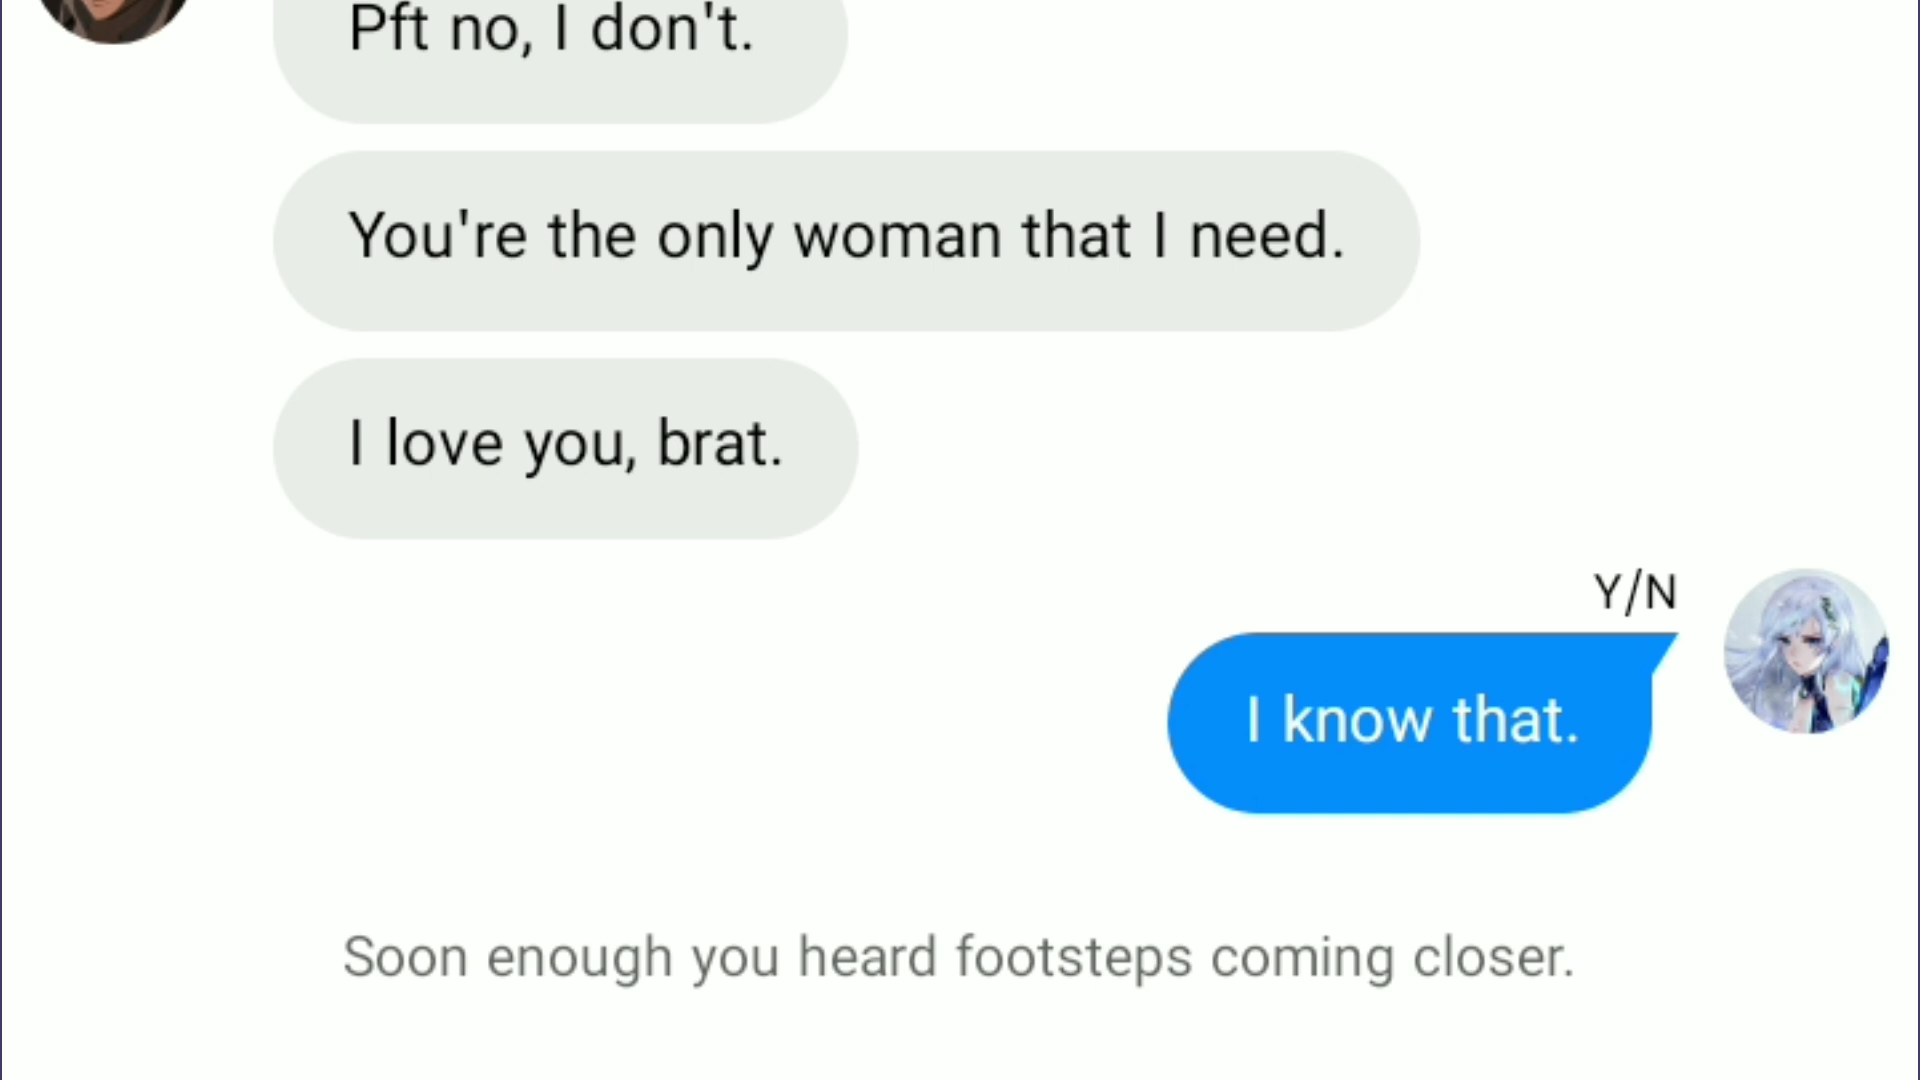 Pft no, I don't.
You're the only woman that I need.
I love you, brat.
Y/N
I know that.
Soon enough you heard footsteps coming closer.